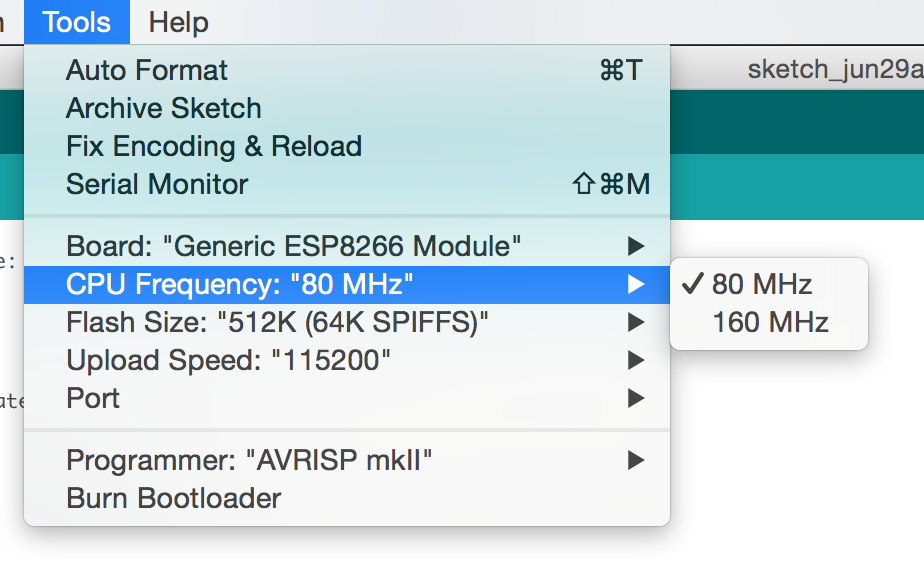 Tools Help
sketch_jun29a
Auto Format ⌘T
Archive Sketch
Fix Encoding & Reload
Serial Monitor ⇧⌘M
Board: "Generic ESP8266 Module" ▶
e:
CPU Frequency: "80 MHz" ▶
✓ 80 MHz
Flash Size: "512K (64K SPIFFS)" ▶
160 MHz
Upload Speed: "115200" ▶
Port ▶
ate
Programmer: "AVRISP mkII" ▶
Burn Bootloader